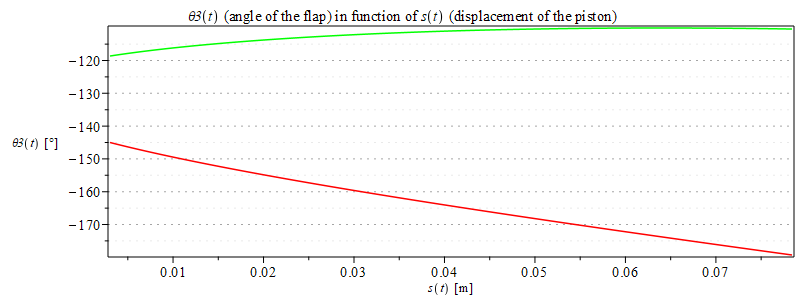 θ3(t) (angle of the flap) in function of s(t) (displacement of the piston)
−120
−130
−140
θ3(t) [°]
−150
−160
−170
0.01 0.02 0.03 0.04 0.05 0.06 0.07
s(t) [m]